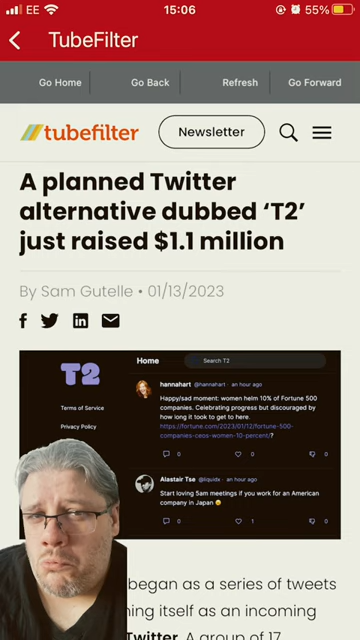 EE 15:06 55%
TubeFilter
Go Home Go Back Refresh Go Forward
tubefilter Newsletter
A planned Twitter
alternative dubbed ‘T2’
just raised $1.1 million
By Sam Gutelle • 01/13/2023
T2 Home Search T2
Terms of Service
Privacy Policy
hannahart @hannahart · an hour ago
Happy/sad moment: women helm 10% of Fortune 500
companies. Celebrating progress but discouraged by
how long it took to get to here.
https://fortune.com/2023/01/12/fortune-500-
companies-ceos-women-10-percent/?
0 0 0
Alastair Tse @liquidx · an hour ago
Start loving 5am meetings if you work for an American
company in Japan 😄
0 1 0
began as a series of tweets
ing itself as an incoming
Twitter. A group of 17